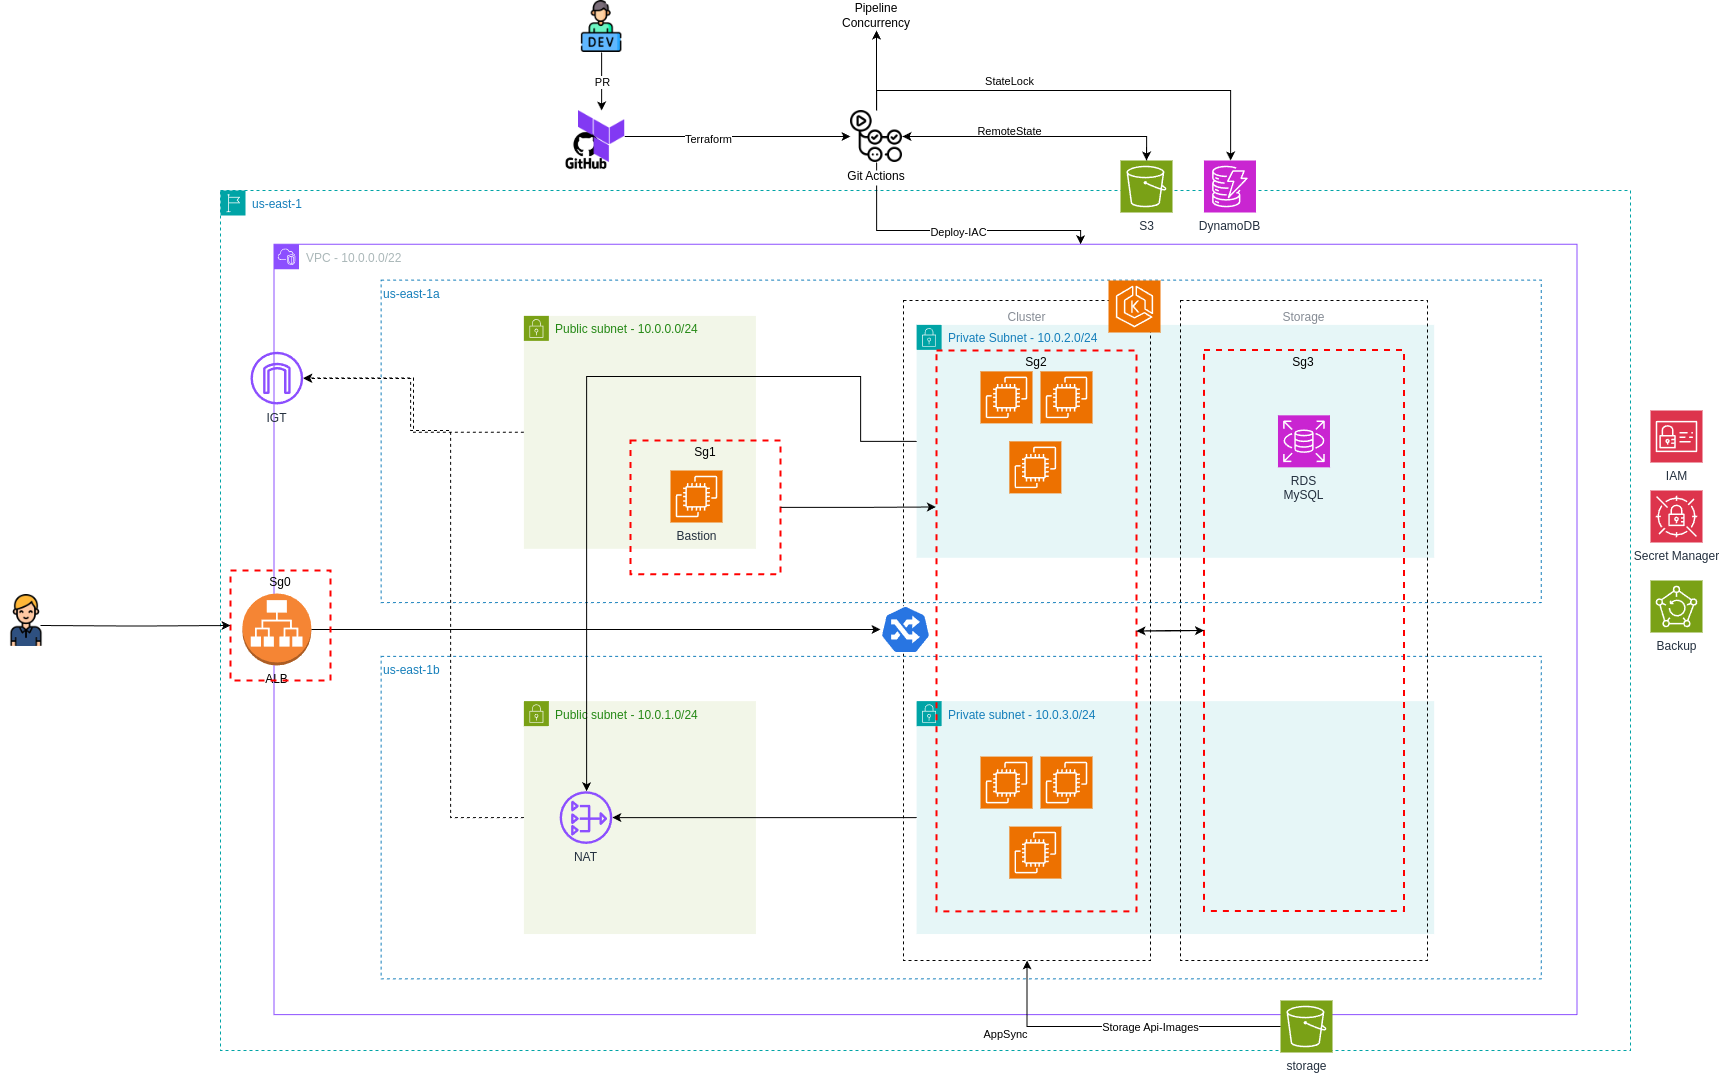 Pipeline
Concurrency
DEV
PR
StateLock
Terraform
RemoteState
GitHub
Git Actions
us-east-1
S3
DynamoDB
Deploy-IAC
VPC - 10.0.0.0/22
us-east-1a
Cluster
Storage
Public subnet - 10.0.0.0/24
Private Subnet - 10.0.2.0/24
Sg2
Sg3
IGT
Sg1
RDS
MySQL
IAM
Bastion
Secret Manager
Sg0
Backup
ALB
us-east-1b
Public subnet - 10.0.1.0/24
Private subnet - 10.0.3.0/24
NAT
AppSync
Storage Api-Images
storage